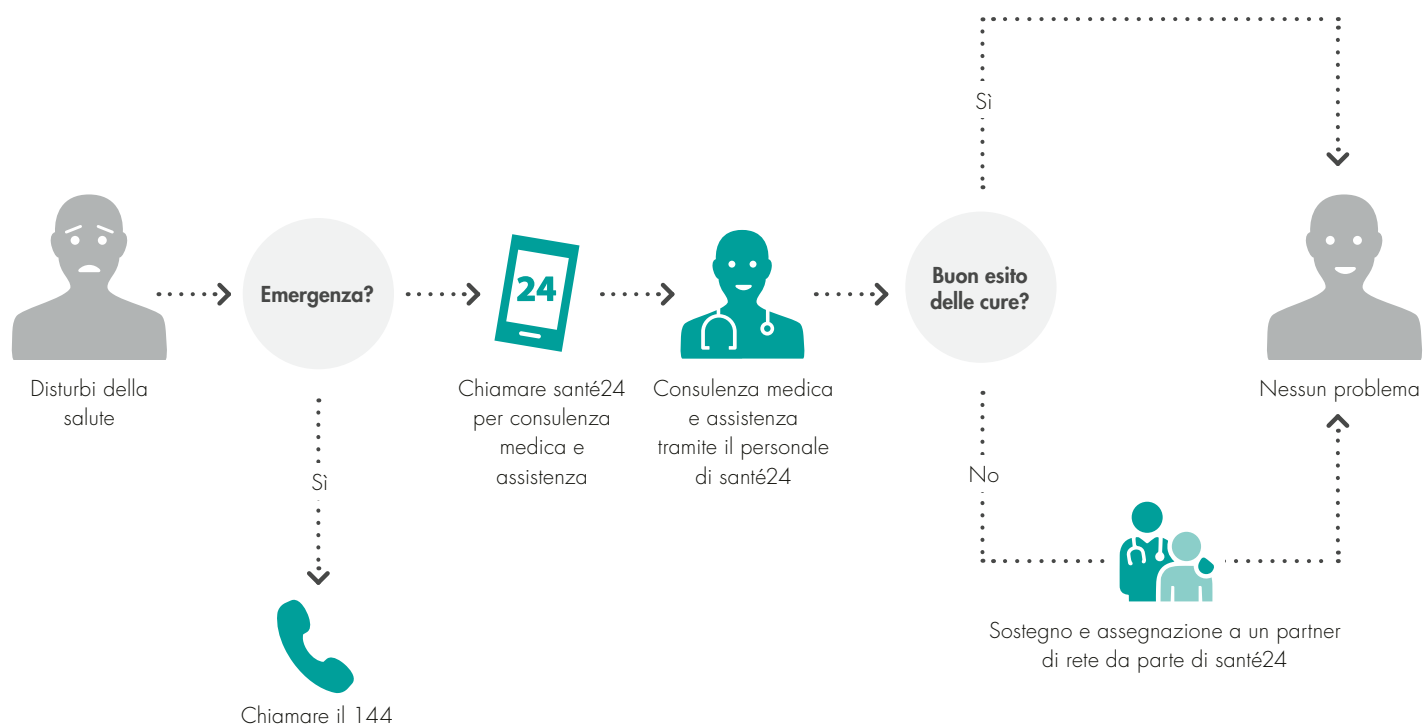 Sì
Emergenza?
24
Buon esito
delle cure?
Disturbi della
salute
Chiamare santé24
per consulenza
medica e
assistenza
Consulenza medica
e assistenza
tramite il personale
di santé24
Nessun problema
Sì
No
Sostegno e assegnazione a un partner
di rete da parte di santé24
Chiamare il 144